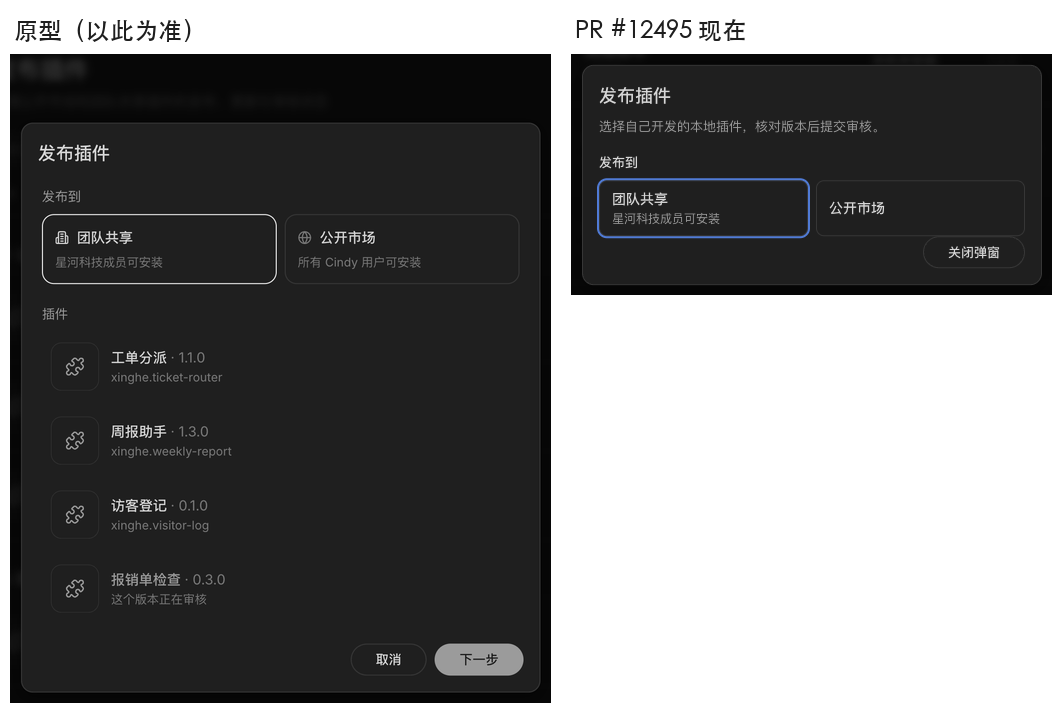 原型（以此为准）
发布插件
发布到
团队共享
星河科技成员可安装
公开市场
所有 Cindy 用户可安装
插件
工单分派 · 1.1.0
xinghe.ticket-router
周报助手 · 1.3.0
xinghe.weekly-report
访客登记 · 0.1.0
xinghe.visitor-log
报销单检查 · 0.3.0
这个版本正在审核
取消
下一步
PR #12495 现在
发布插件
选择自己开发的本地插件，核对版本后提交审核。
发布到
团队共享
星河科技成员可安装
公开市场
关闭弹窗